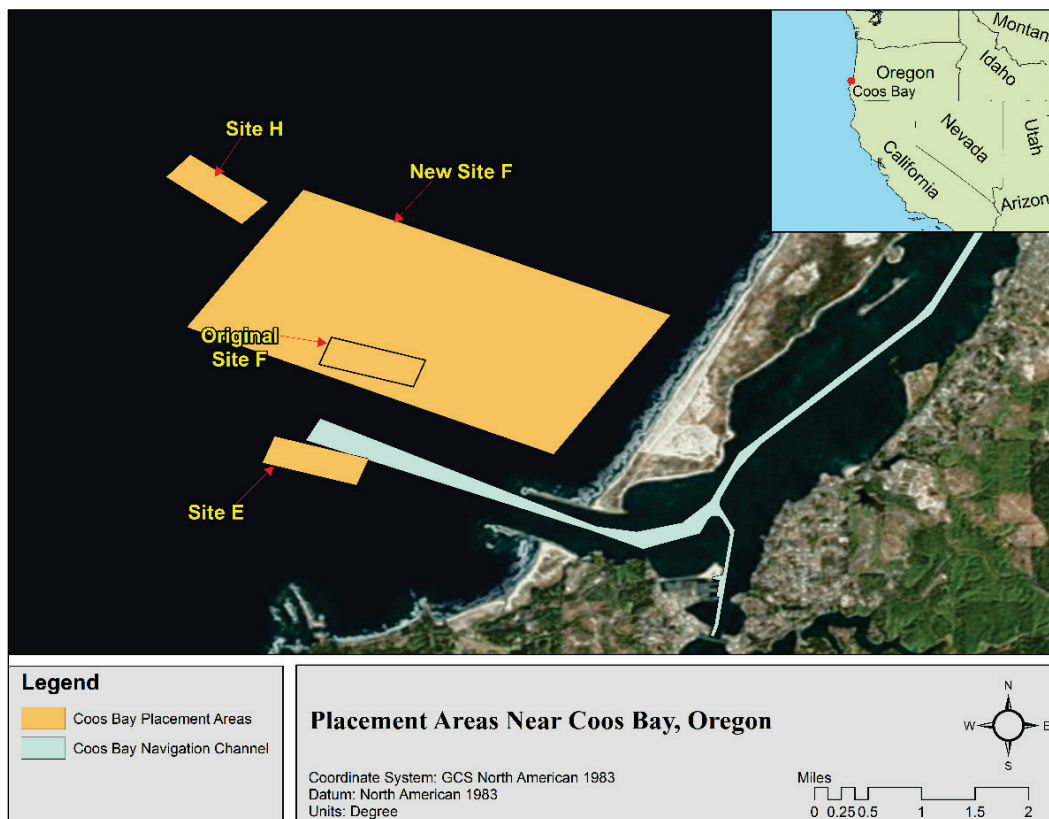 Montan
Oregon
Idaho
Coos Bay
Nevada
Utah
California
Arizon
Site H
New Site F
Original
Site F
Site E
Legend
Coos Bay Placement Areas
Coos Bay Navigation Channel
Placement Areas Near Coos Bay, Oregon
Coordinate System: GCS North American 1983
Datum: North American 1983
Units: Degree
N
W E
S
Miles
0 0.25 0.5 1 1.5 2